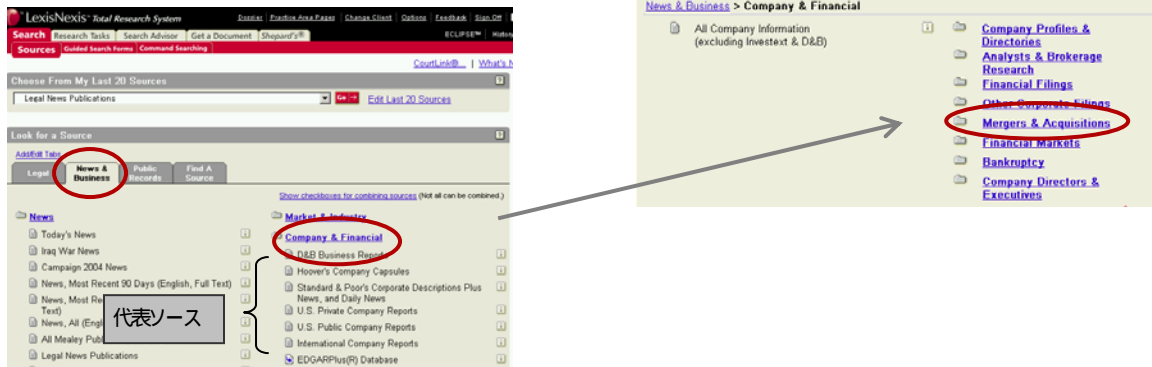 LexisNexis™ Total Research System
Dossier | Practice Area Pages | Change Client | Options | Feedback | Sign Off |
Search Research Tasks Search Advisor Get a Document Shepard's®
ECLIPSE™ History
Sources Guided Search Forms Command Searching
CourtLink®... | What's N
Choose From My Last 20 Sources
Legal News Publications
Go Edit Last 20 Sources
Look for a Source
Add/Edit Tabs
Legal
News & Business
Public Records
Find A Source
Show checkboxes for combining sources (Not all can be combined.)
News
Today's News
Iraq War News
Campaign 2004 News
News, Most Recent 90 Days (English, Full Text)
News, Most Re
Text)
News, All (Engl
All Mealey Publ
Legal News Publications
代表ソース
Market & Industry
Company & Financial
D&B Business Reports
Hoover's Company Capsules
Standard & Poor's Corporate Descriptions Plus
News, and Daily News
U.S. Private Company Reports
U.S. Public Company Reports
International Company Reports
EDGARPlus(R) Database
News & Business > Company & Financial
All Company Information
(excluding Investext & D&B)
Company Profiles &
Directories
Analysts & Brokerage
Research
Financial Filings
Other Corporate Filings
Mergers & Acquisitions
Financial Markets
Bankruptcy
Company Directors &
Executives